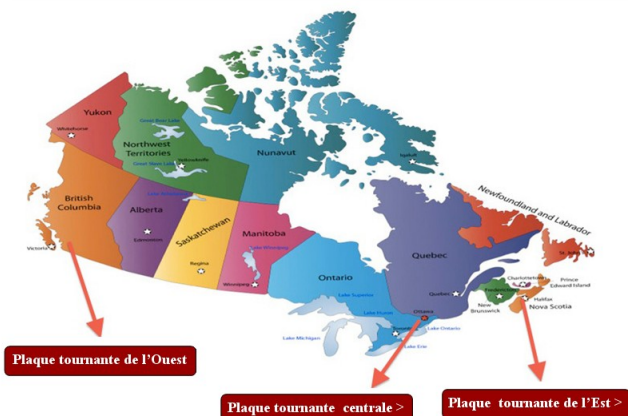 Yukon
Whitehorse
Great Bear Lake
Northwest
Territories
Yellowknife
Great Slave Lake
Nunavut
Iqaluit
British
Columbia
Victoria
Alberta
Edmonton
Saskatchewan
Regina
Manitoba
Lake Winnipeg
Winnipeg
Ontario
Lake Superior
Lake Huron
Lake Michigan
Toronto
Lake Ontario
Lake Erie
Ottawa
Quebec
Quebec
Newfoundland and Labrador
St. John's
Charlottetown
Prince
Edward Island
Fredericton
New
Brunswick
Halifax
Nova Scotia
Plaque tournante de l’Ouest
Plaque tournante centrale >
Plaque tournante de l’Est >